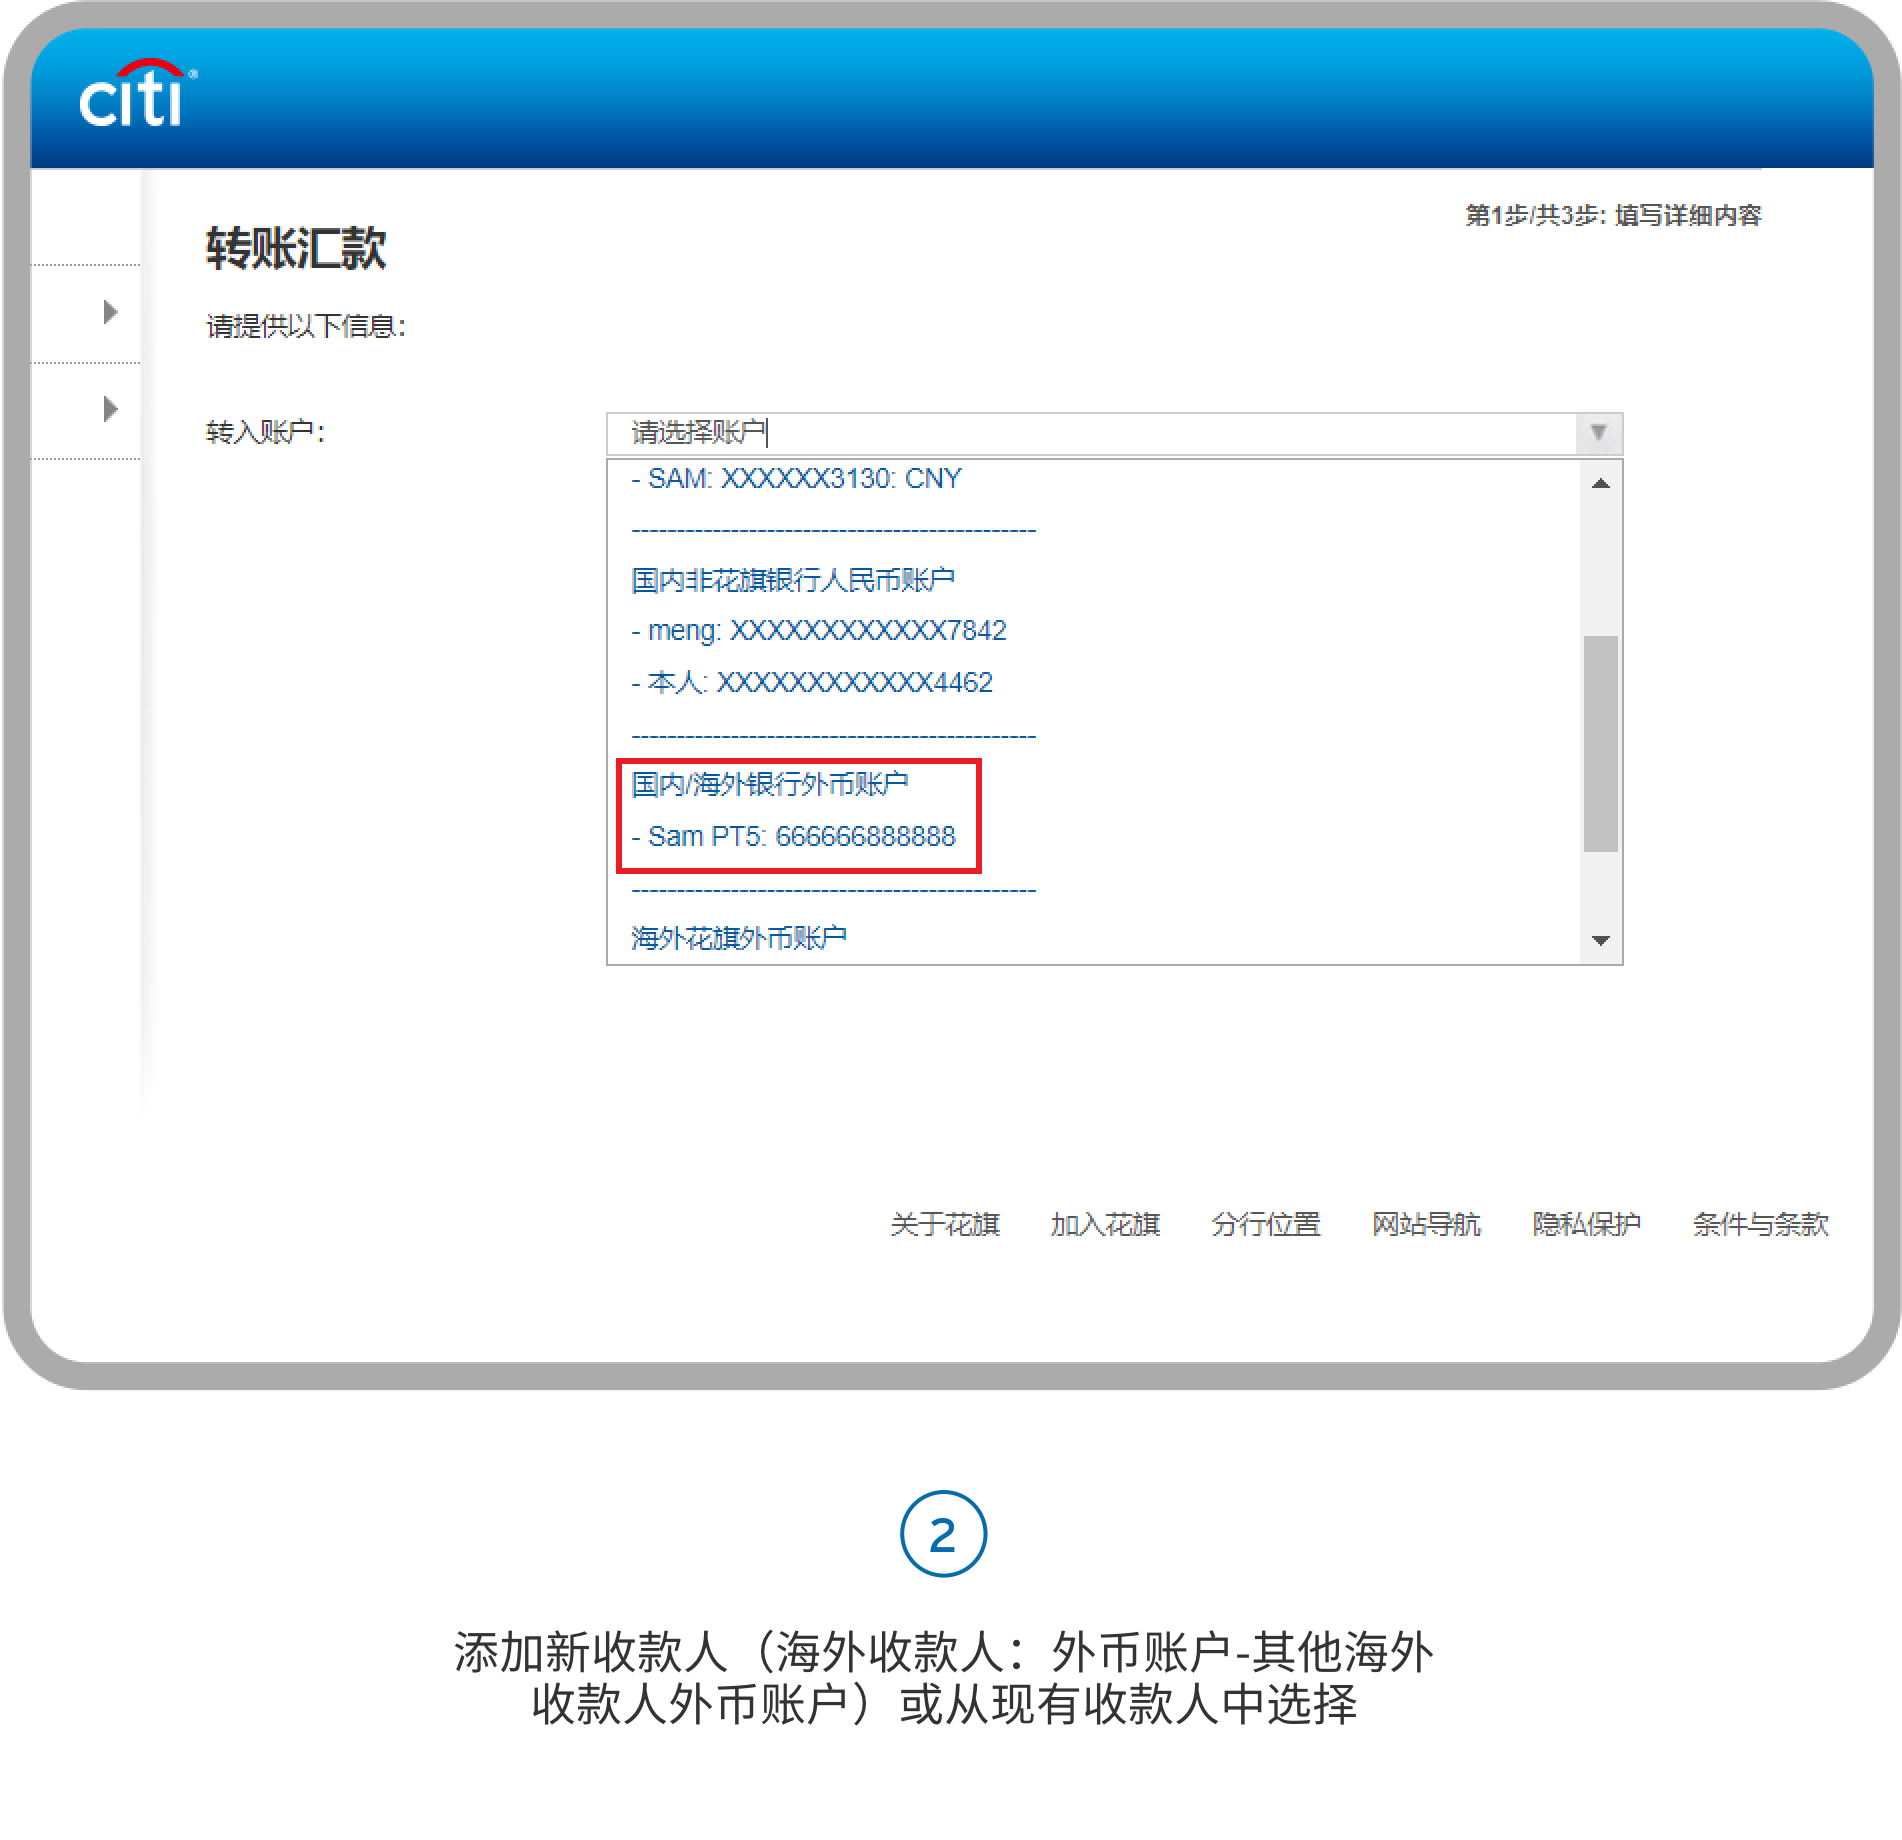 citi®
第1步/共3步: 填写详细内容
转账汇款
请提供以下信息：
转入账户：
请选择账户
- SAM: XXXXXX3130: CNY
---------------------------------------------
国内非花旗银行人民币账户
- meng: XXXXXXXXXXXX7842
- 本人: XXXXXXXXXXXX4462
---------------------------------------------
国内/海外银行外币账户
- Sam PT5: 666666888888
---------------------------------------------
海外花旗外币账户
关于花旗 加入花旗 分行位置 网站导航 隐私保护 条件与条款
2
添加新收款人（海外收款人：外币账户-其他海外
收款人外币账户）或从现有收款人中选择